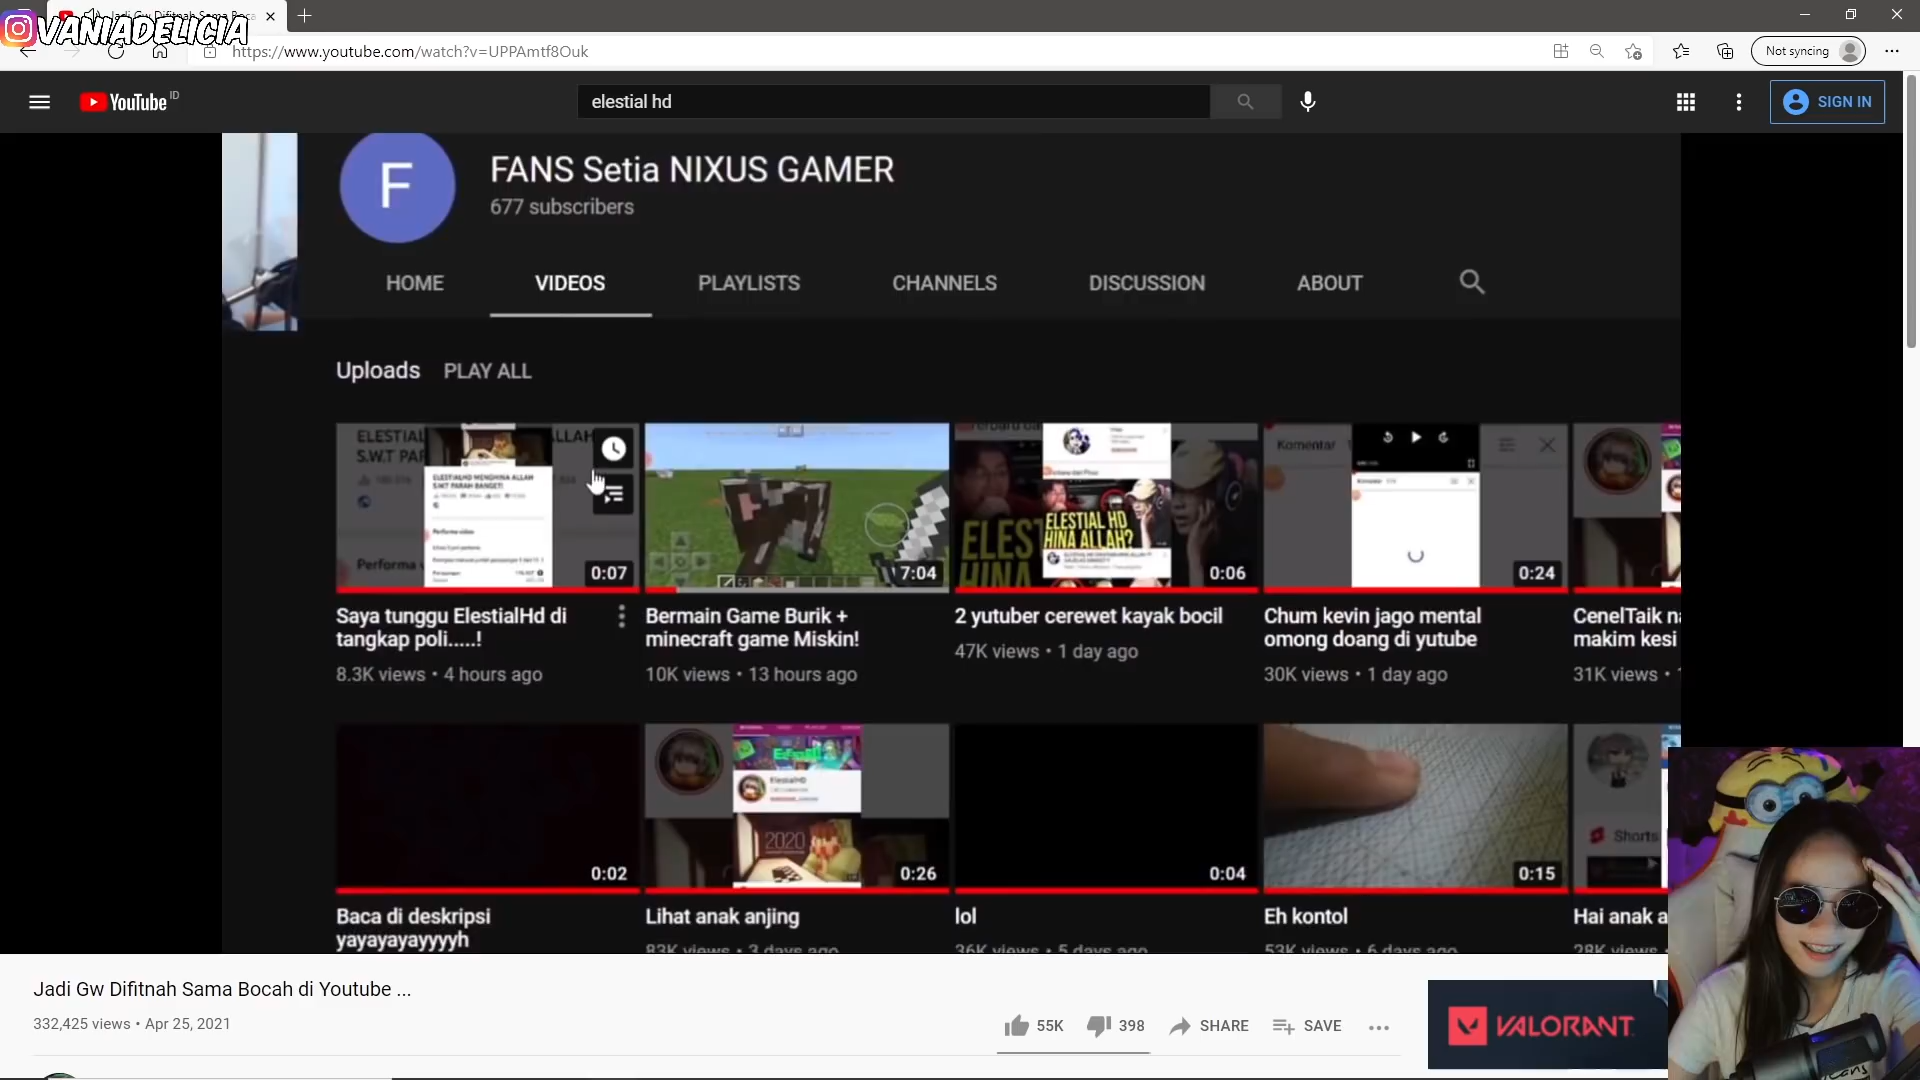 VANIADELICIA
https://www.youtube.com/watch?v=UPPAmtf8Ouk
Not syncing
YouTube ID
elestial hd
SIGN IN
F
FANS Setia NIXUS GAMER
677 subscribers
HOME
VIDEOS
PLAYLISTS
CHANNELS
DISCUSSION
ABOUT
Uploads
PLAY ALL
ELESTIAL
ALLAH
S.W.T PAR
ELESTIALHD MENGHINA ALLAH
S.W.T PARAH BANGET!
Performa video
Performa
0:07
7:04
ELES
HINA
ELESTIAL HD
HINA ALLAH?
0:06
Komentar
0:24
Saya tunggu ElestialHd di
tangkap poli.....!
8.3K views • 4 hours ago
Bermain Game Burik +
minecraft game Miskin!
10K views • 13 hours ago
2 yutuber cerewet kayak bocil
47K views • 1 day ago
Chum kevin jago mental
omong doang di yutube
30K views • 1 day ago
CenelTaik na
makim kesi
31K views •
0:02
ElestialHD
2020
0:26
0:04
0:15
Shorts
Baca di deskripsi
yayayayayyyyh
Lihat anak anjing
83K views • 3 days ago
lol
36K views • 5 days ago
Eh kontol
53K views • 6 days ago
Hai anak a
28K views •
Jadi Gw Difitnah Sama Bocah di Youtube ...
332,425 views • Apr 25, 2021
55K
398
SHARE
SAVE
VALORANT